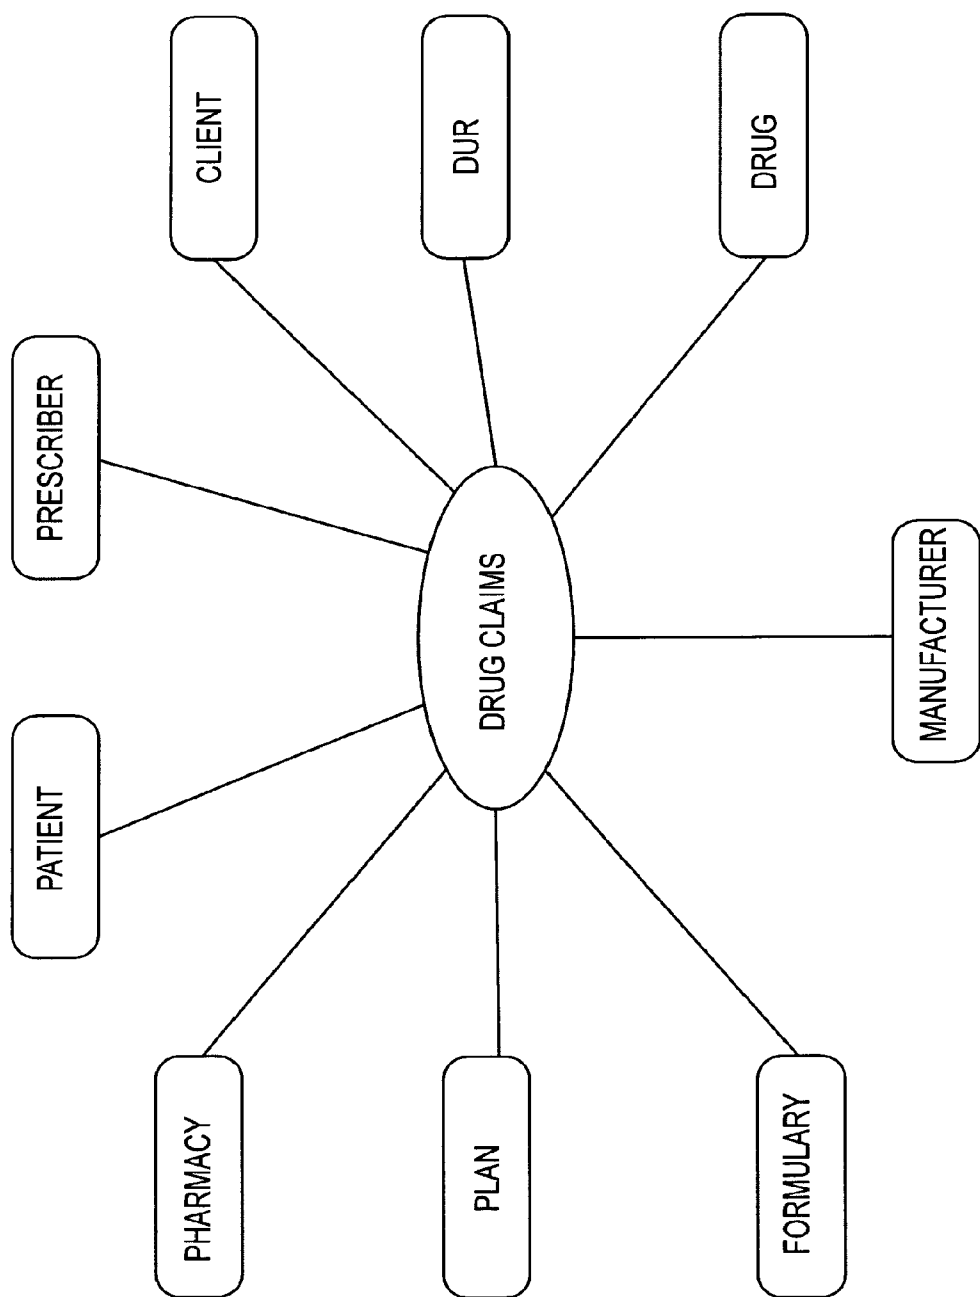 PATIENT
PRESCRIBER
PHARMACY
CLIENT
PLAN
DRUG CLAIMS
DUR
FORMULARY
DRUG
MANUFACTURER